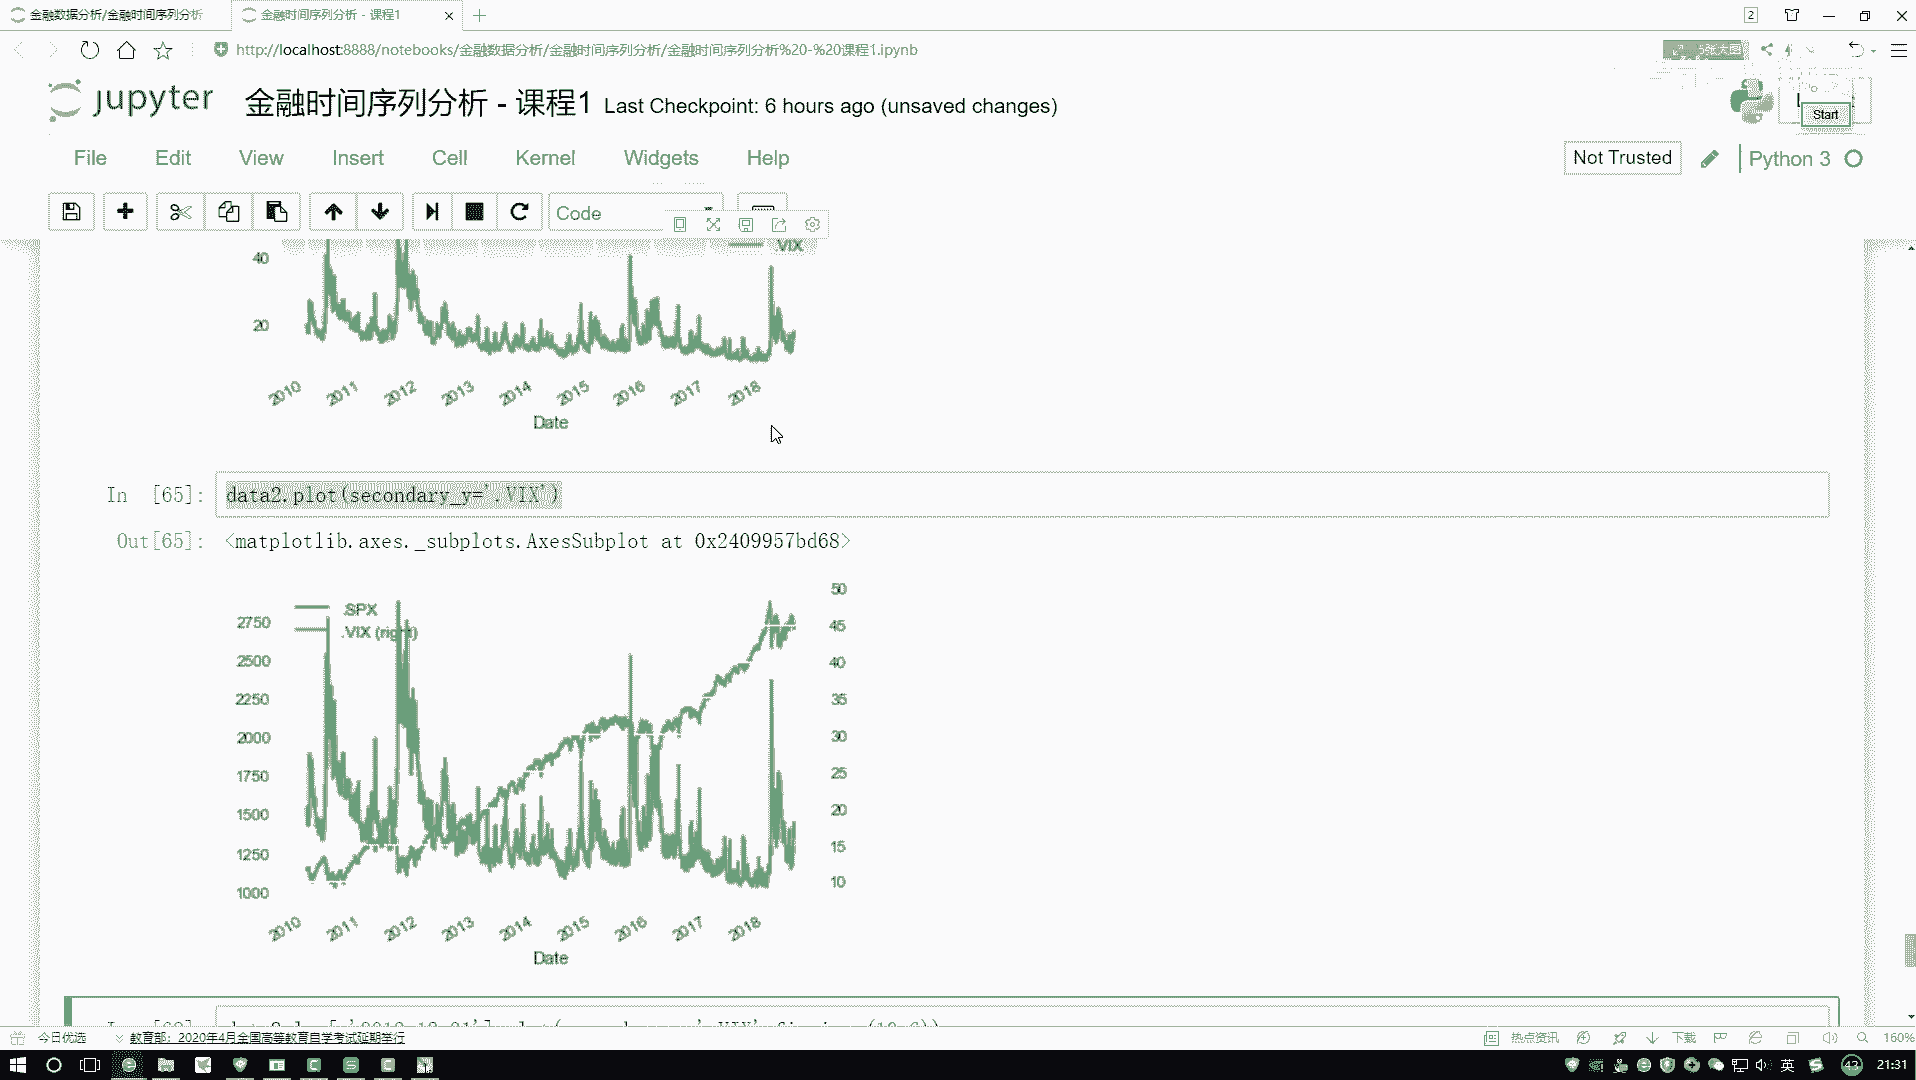 金融数据分析/金融时间序列分析
金融时间序列分析 - 课程1
2
http://localhost:8888/notebooks/金融数据分析/金融时间序列分析/金融时间序列分析%20-%20课程1.ipynb
张大图
jupyter
金融时间序列分析 - 课程1 Last Checkpoint: 6 hours ago (unsaved changes)
Start
File Edit View Insert Cell Kernel Widgets Help
Not Trusted
Python 3
Code
.VIX
40
20
2010 2011 2012 2013 2014 2015 2016 2017 2018
Date
In [65]: data2.plot(secondary_y='.VIX')
Out[65]: <matplotlib.axes._subplots.AxesSubplot at 0x2409957bd68>
.SPX
.VIX (right)
2750
2500
2250
2000
1750
1500
1250
1000
50
45
40
35
30
25
20
15
10
2010 2011 2012 2013 2014 2015 2016 2017 2018
Date
今日优选
教育部：2020年4月全国高等教育自学考试延期举行
热点资讯
下载
160%
英
43
21:31